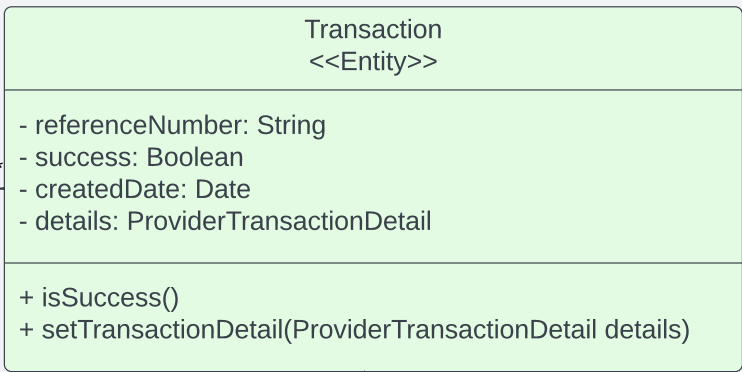 Transaction
<<Entity>>
- referenceNumber: String
- success: Boolean
- createdDate: Date
- details: ProviderTransactionDetail
+ isSuccess()
+ setTransactionDetail(ProviderTransactionDetail details)